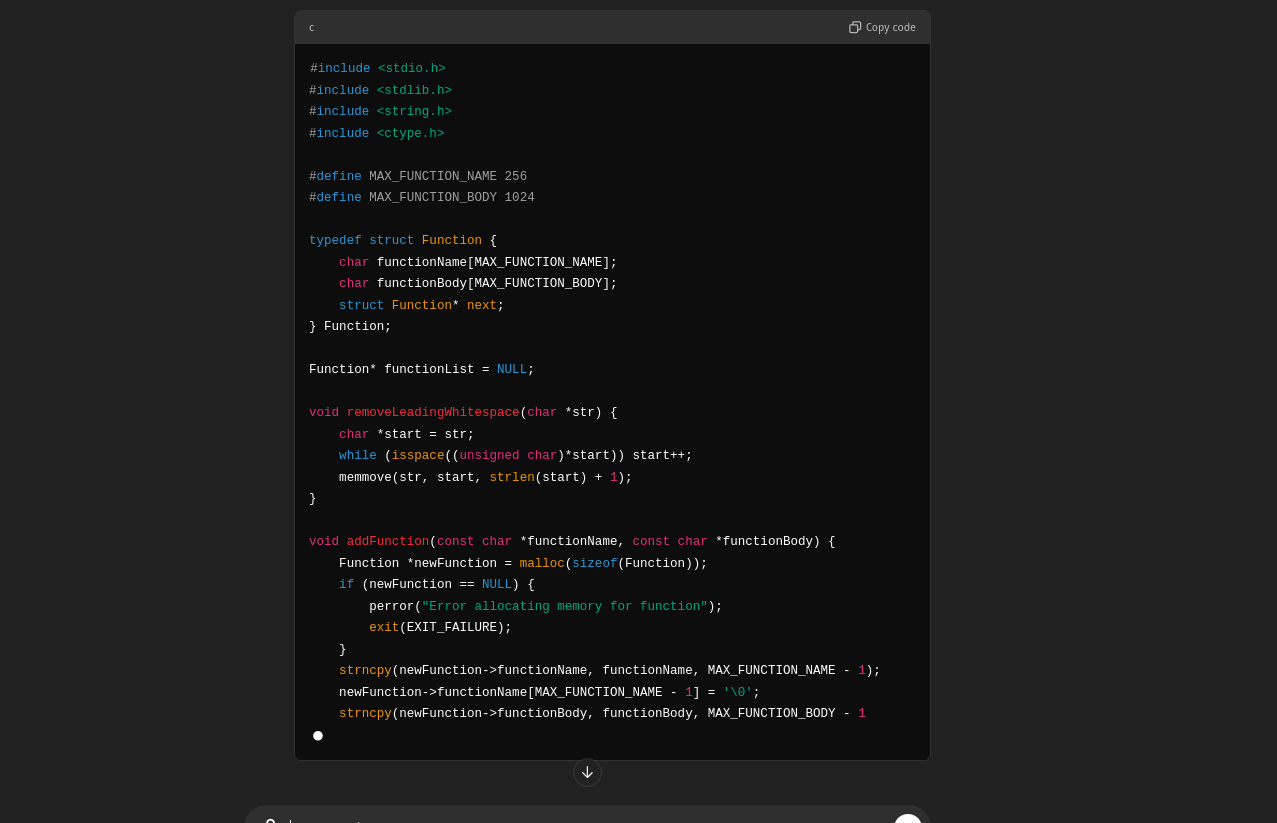 c
Copy code
#include <stdio.h>
#include <stdlib.h>
#include <string.h>
#include <ctype.h>

#define MAX_FUNCTION_NAME 256
#define MAX_FUNCTION_BODY 1024

typedef struct Function {
    char functionName[MAX_FUNCTION_NAME];
    char functionBody[MAX_FUNCTION_BODY];
    struct Function* next;
} Function;

Function* functionList = NULL;

void removeLeadingWhitespace(char *str) {
    char *start = str;
    while (isspace((unsigned char)*start)) start++;
    memmove(str, start, strlen(start) + 1);
}

void addFunction(const char *functionName, const char *functionBody) {
    Function *newFunction = malloc(sizeof(Function));
    if (newFunction == NULL) {
        perror("Error allocating memory for function");
        exit(EXIT_FAILURE);
    }
    strncpy(newFunction->functionName, functionName, MAX_FUNCTION_NAME - 1);
    newFunction->functionName[MAX_FUNCTION_NAME - 1] = '\0';
    strncpy(newFunction->functionBody, functionBody, MAX_FUNCTION_BODY - 1